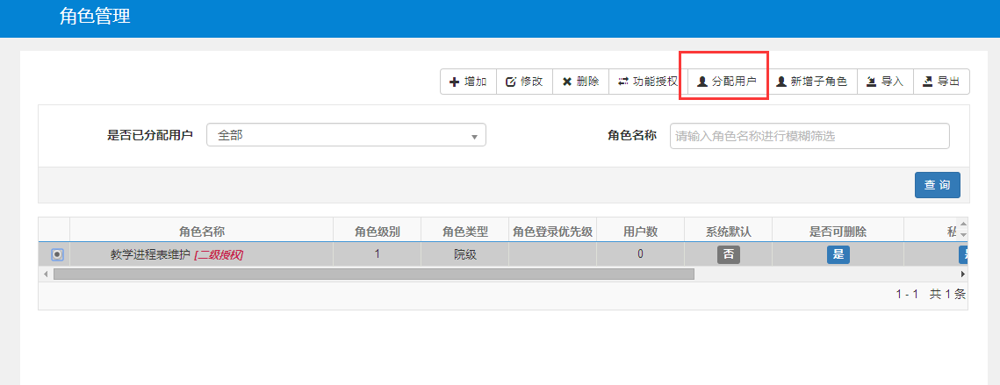 角色管理
增加 修改 删除 功能授权 分配用户 新增子角色 导入 导出
是否已分配用户 全部 角色名称 请输入角色名称进行模糊筛选
查 询
角色名称 角色级别 角色类型 角色登录优先级 用户数 系统默认 是否可删除
教学进程表维护 [二级授权] 1 院级 0 否 是
1 - 1 共 1 条